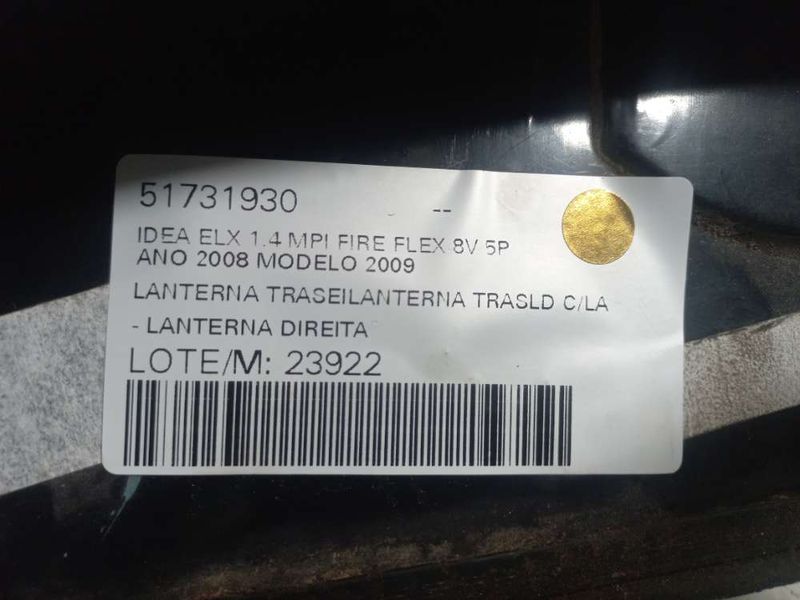 51731930 --
IDEA ELX 1.4 MPI FIRE FLEX 8V 5P
ANO 2008 MODELO 2009
LANTERNA TRASEILANTERNA TRASLD C/LA
- LANTERNA DIREITA
LOTE/M: 23922